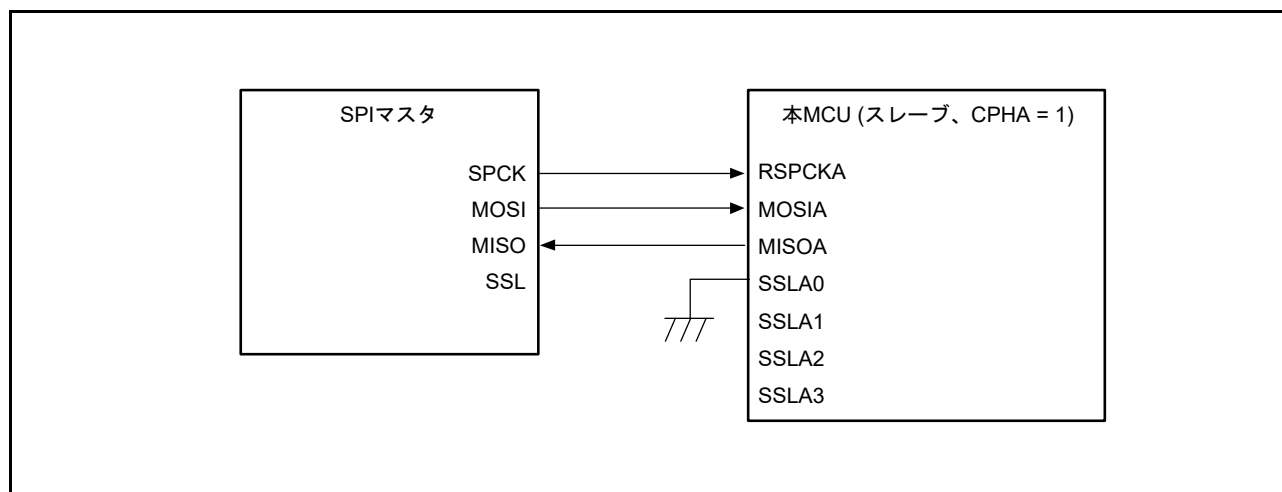 SPIマスタ
SPCK
MOSI
MISO
SSL
本MCU (スレーブ、CPHA = 1)
RSPCKA
MOSIA
MISOA
SSLA0
SSLA1
SSLA2
SSLA3